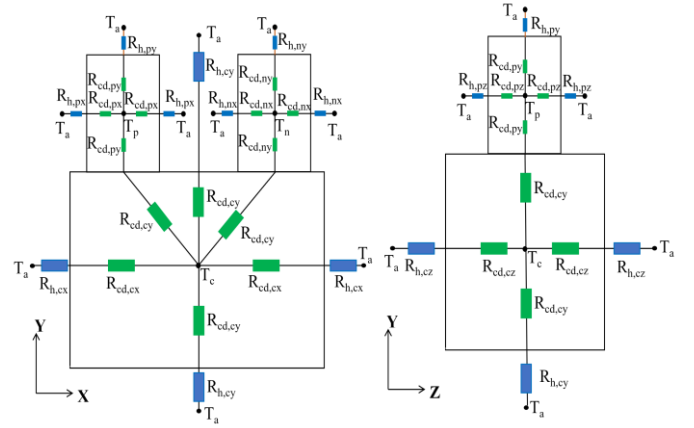 Ta Ta Ta
Rh,py Rh,cy Rh,ny
Rcd,py Rcd,ny
Rh,px Rcd,px Rcd,px Rh,px Rh,nx Rcd,nx Rcd,nx Rh,nx
Ta Tp Ta Ta Tn Ta
Rcd,py Rcd,ny
Rcd,cy Rcd,cy Rcd,cy
Ta Tc Ta
Rh,cx Rcd,cx Rcd,cx Rh,cx
Rcd,cy
Y
X
Rh,cy
Ta
Ta
Rh,py
Rcd,py
Rh,pz Rcd,pz Rcd,pz Rh,pz
Ta Tp Ta
Rcd,py
Rcd,cy
Ta Tc Ta
Rh,cz Rcd,cz Rcd,cz Rh,cz
Rcd,cy
Y
Z
Rh,cy
Ta